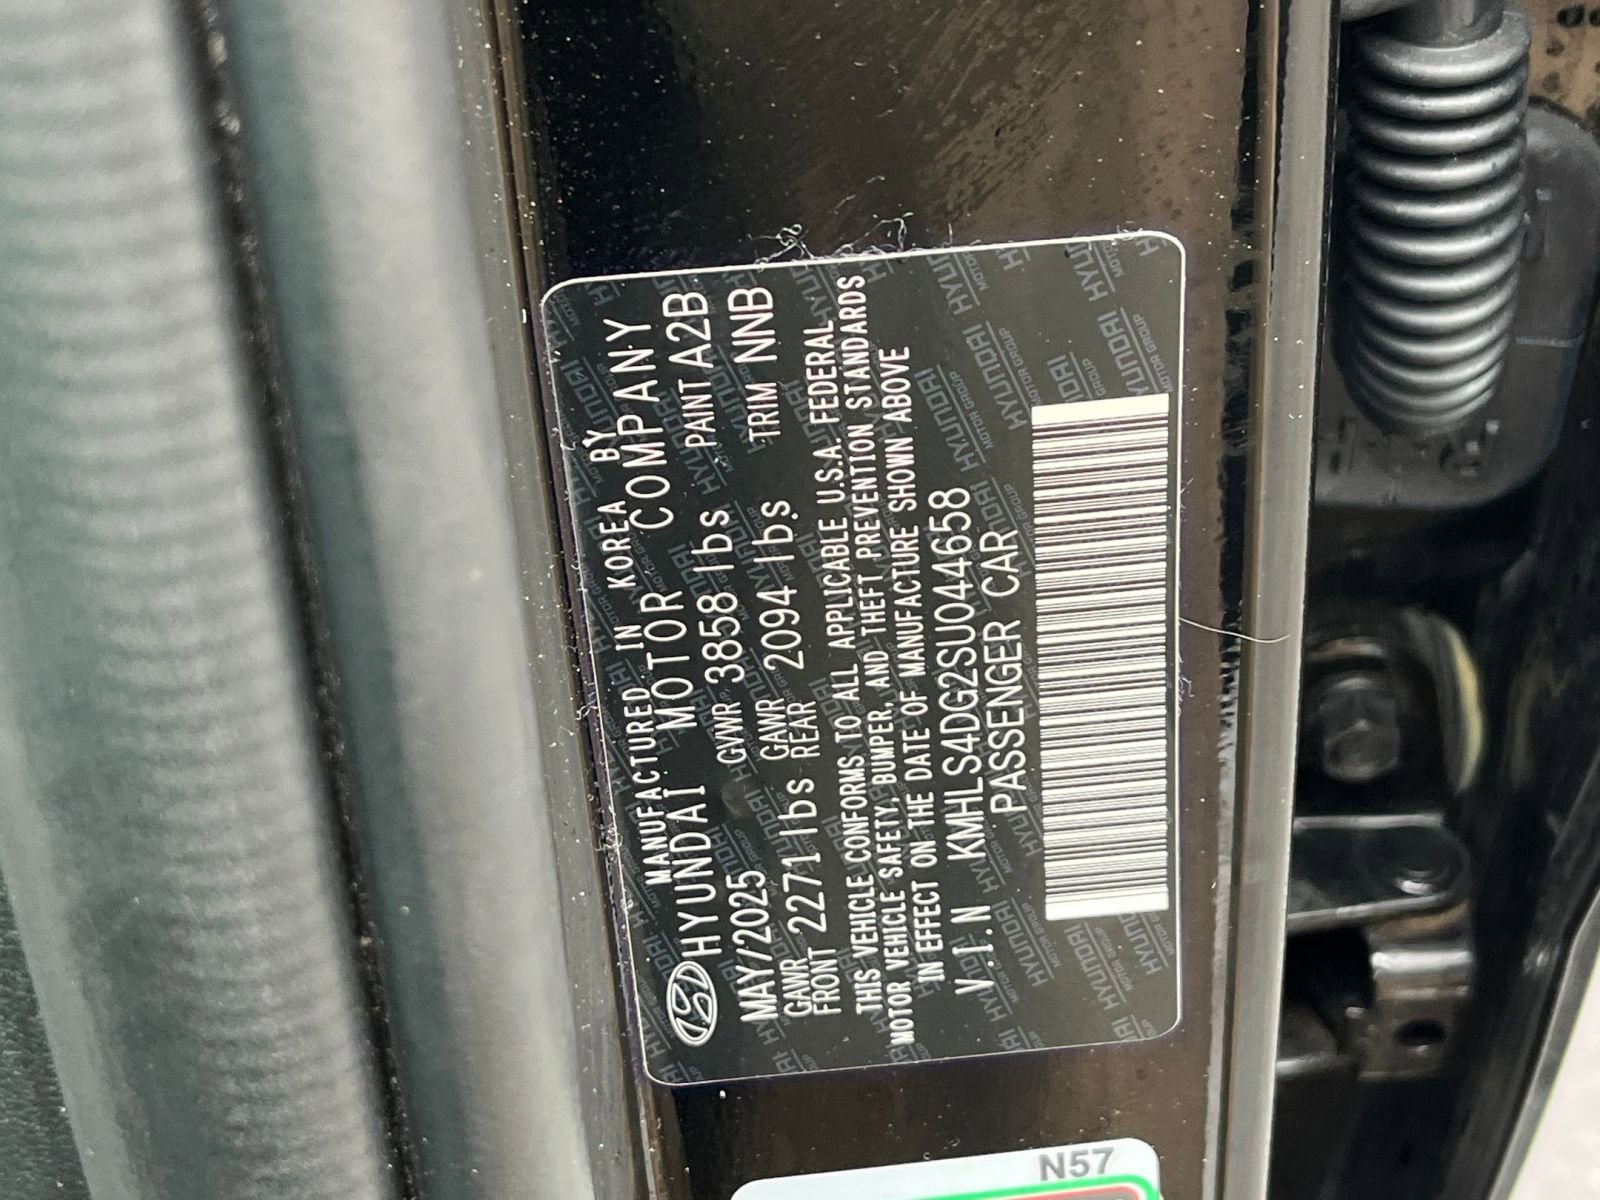 MANUFACTURED IN KOREA BY
HYUNDAI MOTOR COMPANY
MAY/2025 GVWR 3858 lbs PAINT A2B
GAWR FRONT 2271 lbs GAWR REAR 2094 lbs TRIM NNB
THIS VEHICLE CONFORMS TO ALL APPLICABLE U.S.A. FEDERAL
MOTOR VEHICLE SAFETY, BUMPER, AND THEFT PREVENTION STANDARDS
IN EFFECT ON THE DATE OF MANUFACTURE SHOWN ABOVE
V.I.N KMHLS4DG2SU044658
PASSENGER CAR
N57